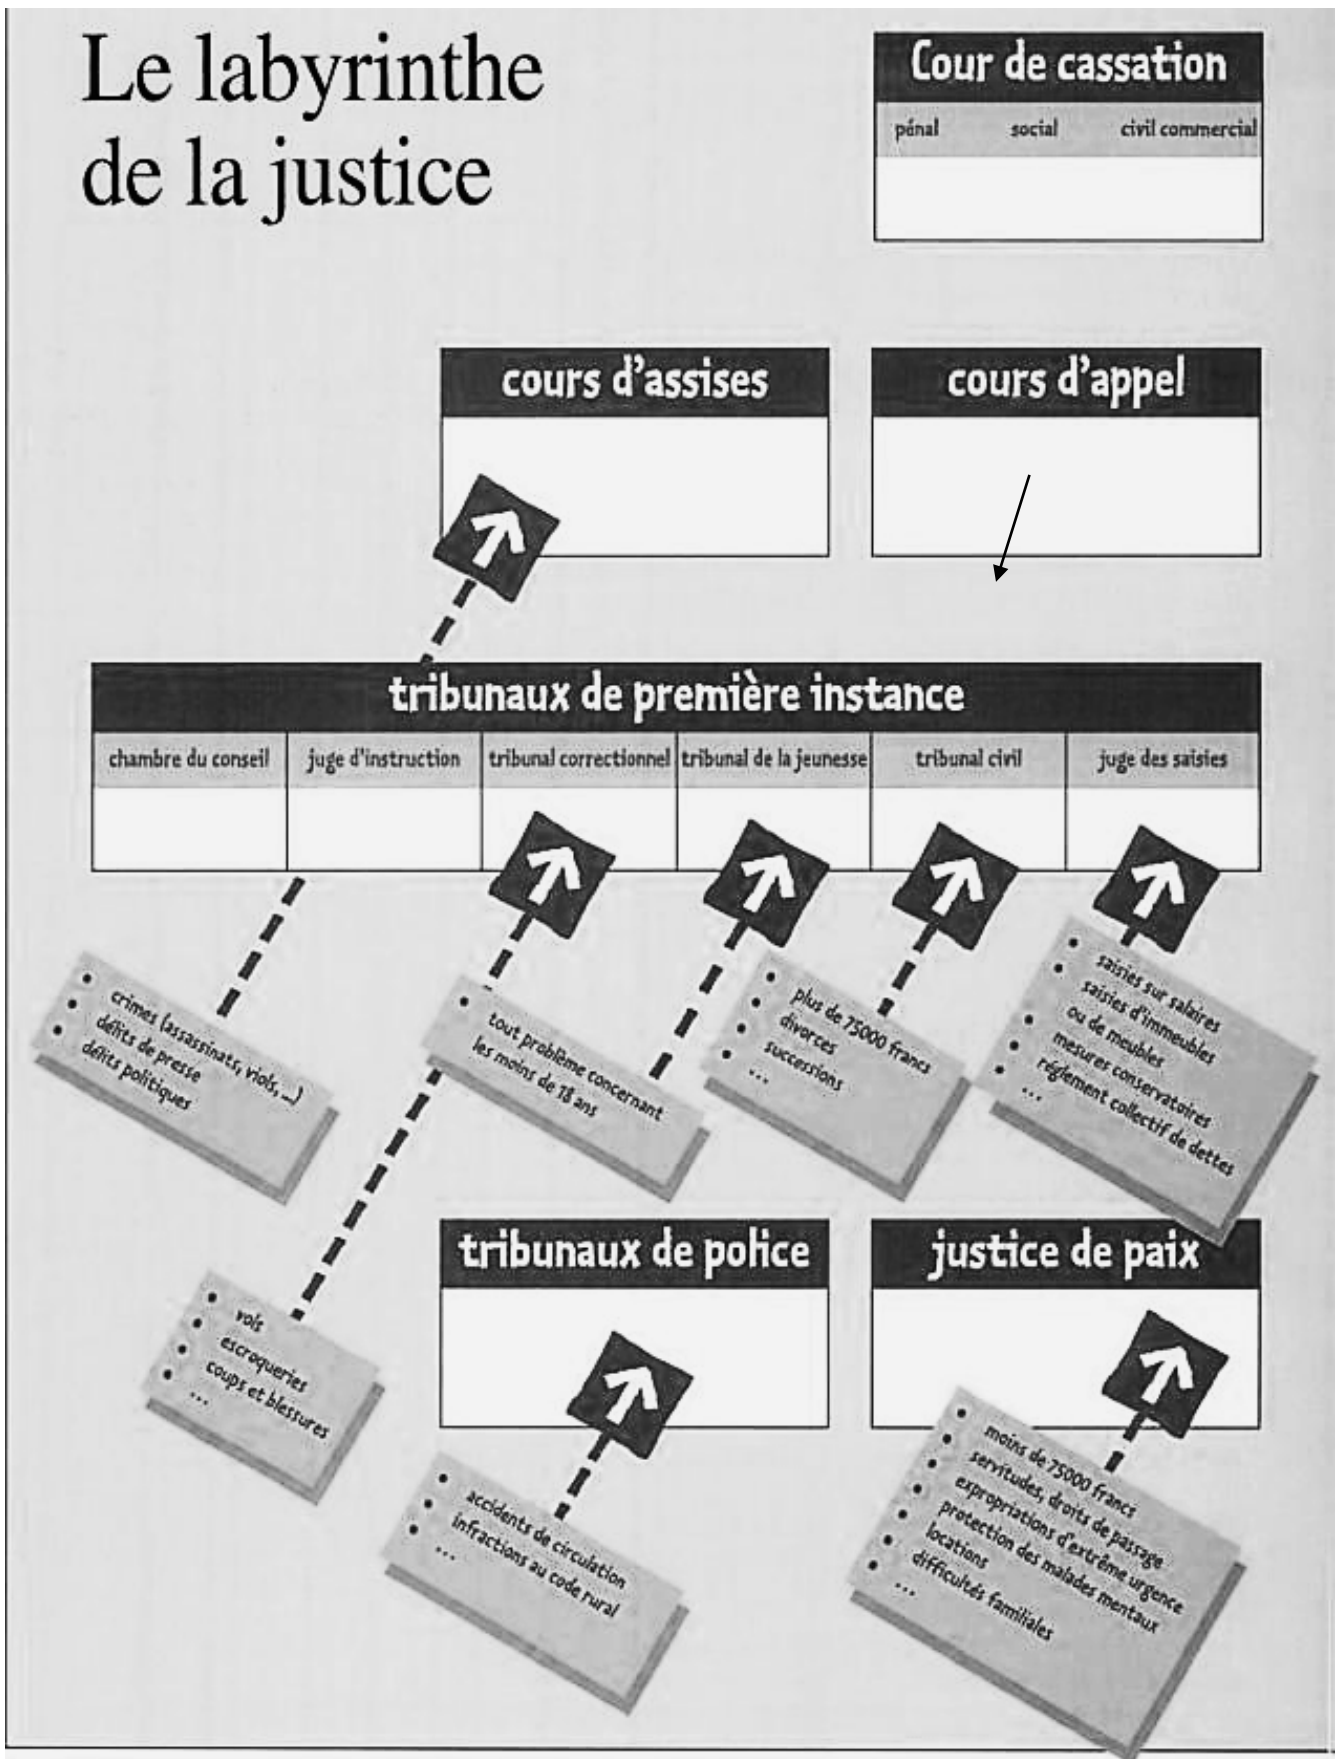 Le labyrinthe
de la justice
Cour de cassation
pénal social civil commercial
cours d'assises
cours d'appel
tribunaux de première instance
chambre du conseil
juge d'instruction
tribunal correctionnel
tribunal de la jeunesse
tribunal civil
juge des saisies
• crimes (assassinats, viols, ...)
• délits de presse
• délits politiques
• tout problème concernant
les moins de 18 ans
• plus de 75000 francs
• divorces
• successions
• ...
• saisies sur salaires
• saisies d'immeubles
ou de meubles
• mesures conservatoires
• réglement collectif de dettes
• ...
• vols
• escroqueries
• coups et blessures
• ...
tribunaux de police
justice de paix
• accidents de circulation
• infractions au code rural
• ...
• moins de 75000 francs
• servitudes, droits de passage
• expropriations d'extrême urgence
• protection des malades mentaux
• locations
• difficultés familiales
• ...